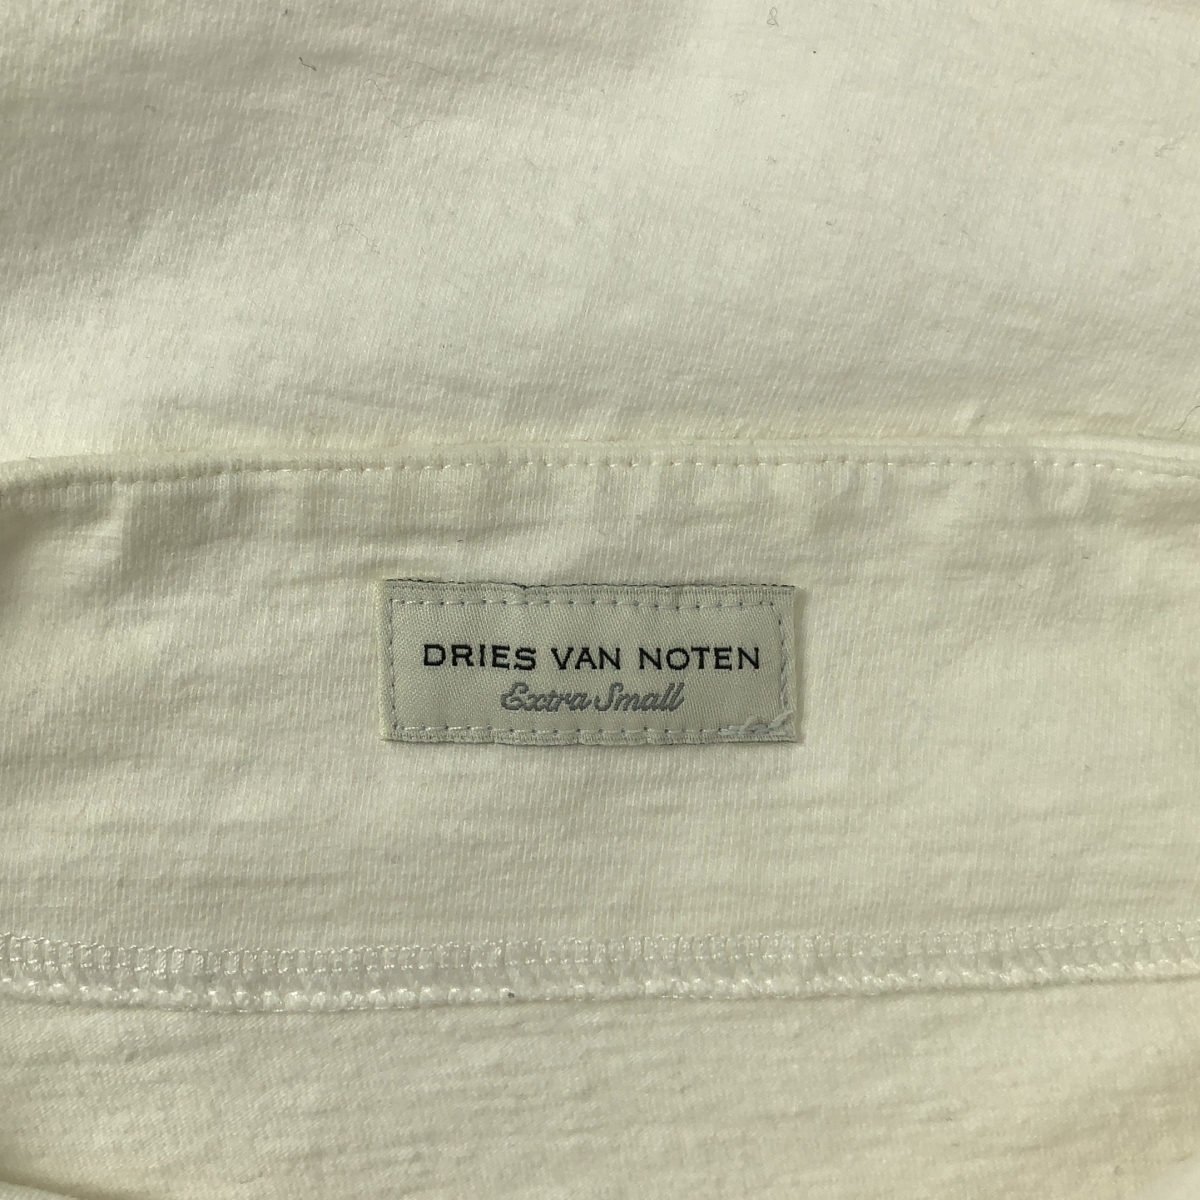 DRIES VAN NOTEN
Extra Small